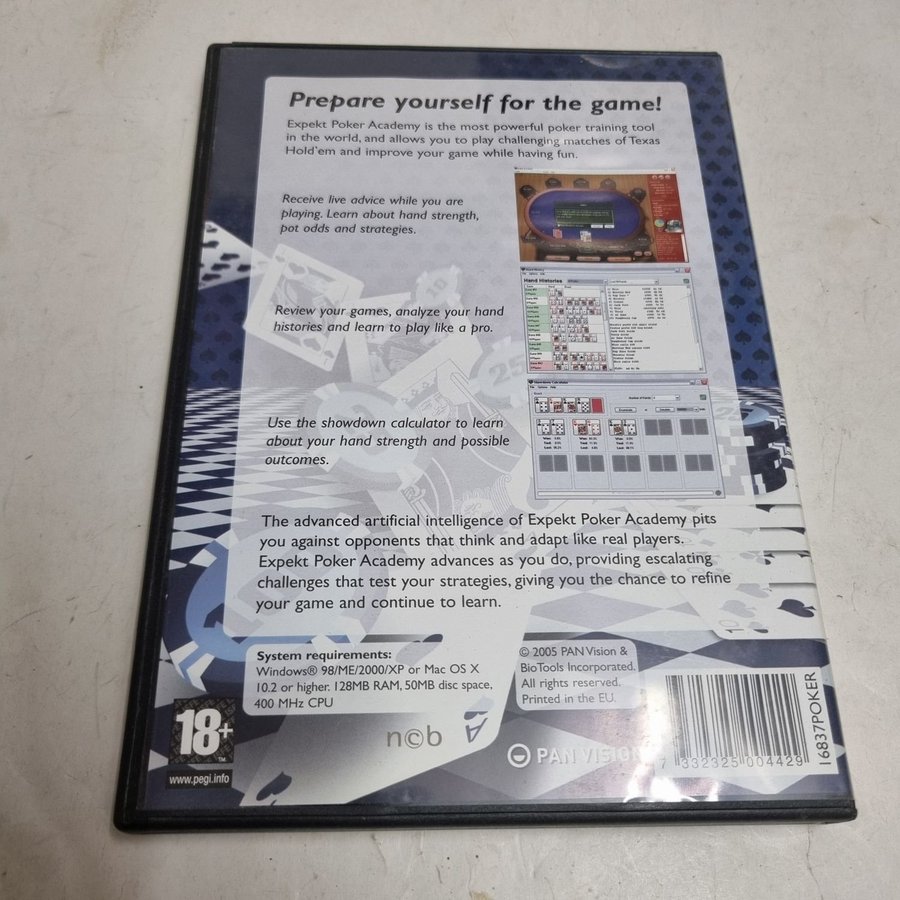 Prepare yourself for the game!
Expekt Poker Academy is the most powerful poker training tool
in the world, and allows you to play challenging matches of Texas
Hold`em and improve your game while having fun.
Receive live advice while you are
playing. Learn about hand strength,
pot odds and strategies.
Hand Histories
Review your games, analyze your hand
histories and learn to play like a pro.
Showdown Calculator
Use the showdown calculator to learn
about your hand strength and possible
outcomes.
The advanced artificial intelligence of Expekt Poker Academy pits
you against opponents that think and adapt like real players.
Expekt Poker Academy advances as you do, providing escalating
challenges that test your strategies, giving you the chance to refine
your game and continue to learn.
System requirements:
Windows® 98/ME/2000/XP or Mac OS X
10.2 or higher. 128MB RAM, 50MB disc space,
400 MHz CPU
© 2005 PAN Vision &
BioTools Incorporated.
All rights reserved.
Printed in the EU.
18+
TM
www.pegi.info
n©b
PAN VISION
7 332325 004429
16837POKER